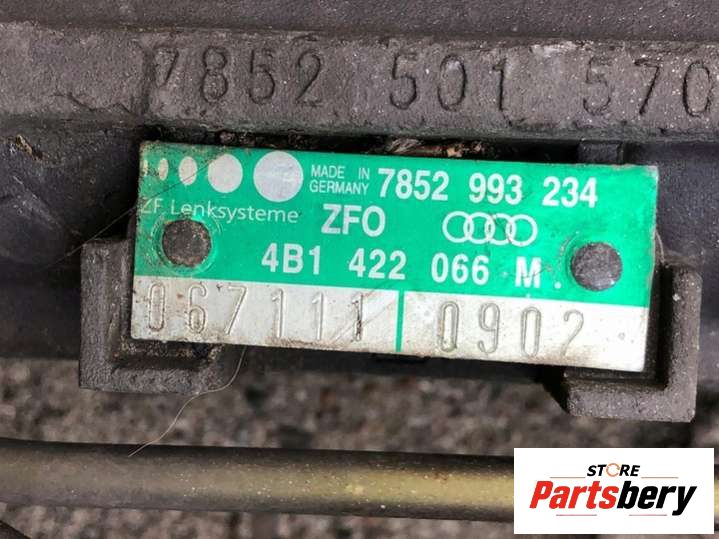 7852 501 570
MADE IN
GERMANY
7852 993 234
ZF Lenksysteme
ZFO
4B1 422 066 M
067111 0902
STORE
Partsbery